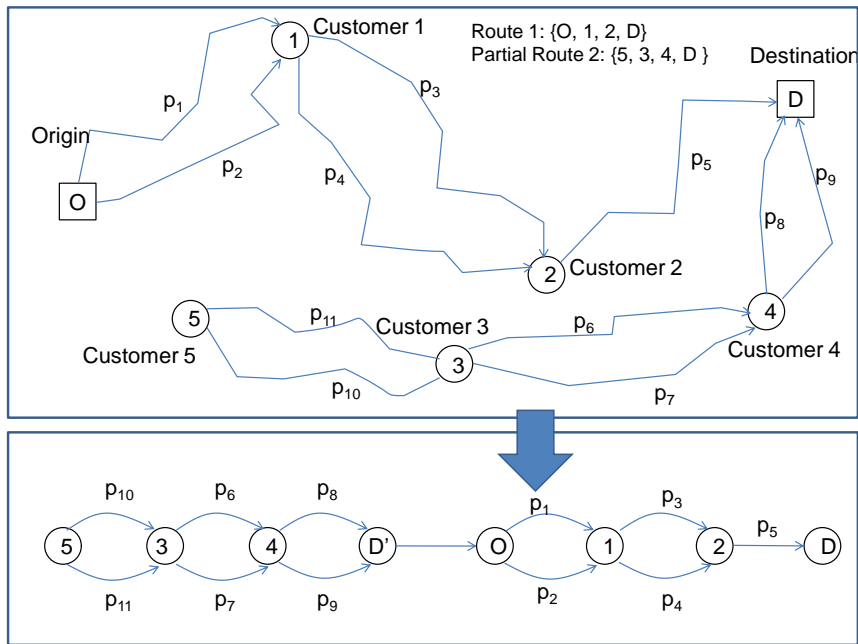 Customer 1
Route 1: {O, 1, 2, D}
Partial Route 2: {5, 3, 4, D }
Destination
1
p₁
p₃
D
Origin
p₂
p₄
p₅
p₉
O
p₈
2
Customer 2
5
p₁₁
Customer 3
p₆
4
Customer 5
3
Customer 4
p₁₀
p₇
p₁₀
p₆
p₈
p₁
p₃
p₅
5
3
4
D'
O
1
2
D
p₁₁
p₇
p₉
p₂
p₄